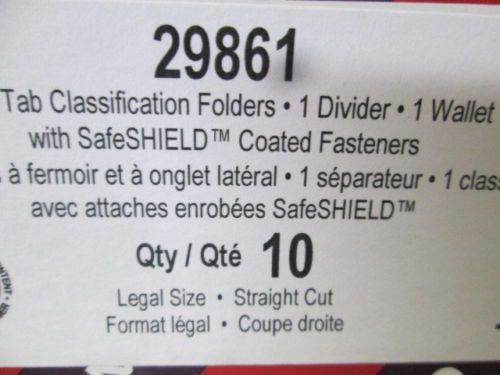 29861
Tab Classification Folders • 1 Divider • 1 Wallet
with SafeSHIELD™ Coated Fasteners
à fermoir et à onglet latéral • 1 séparateur • 1 class
avec attaches enrobées SafeSHIELD™
Qty / Qté 10
Legal Size • Straight Cut
Format légal • Coupe droite